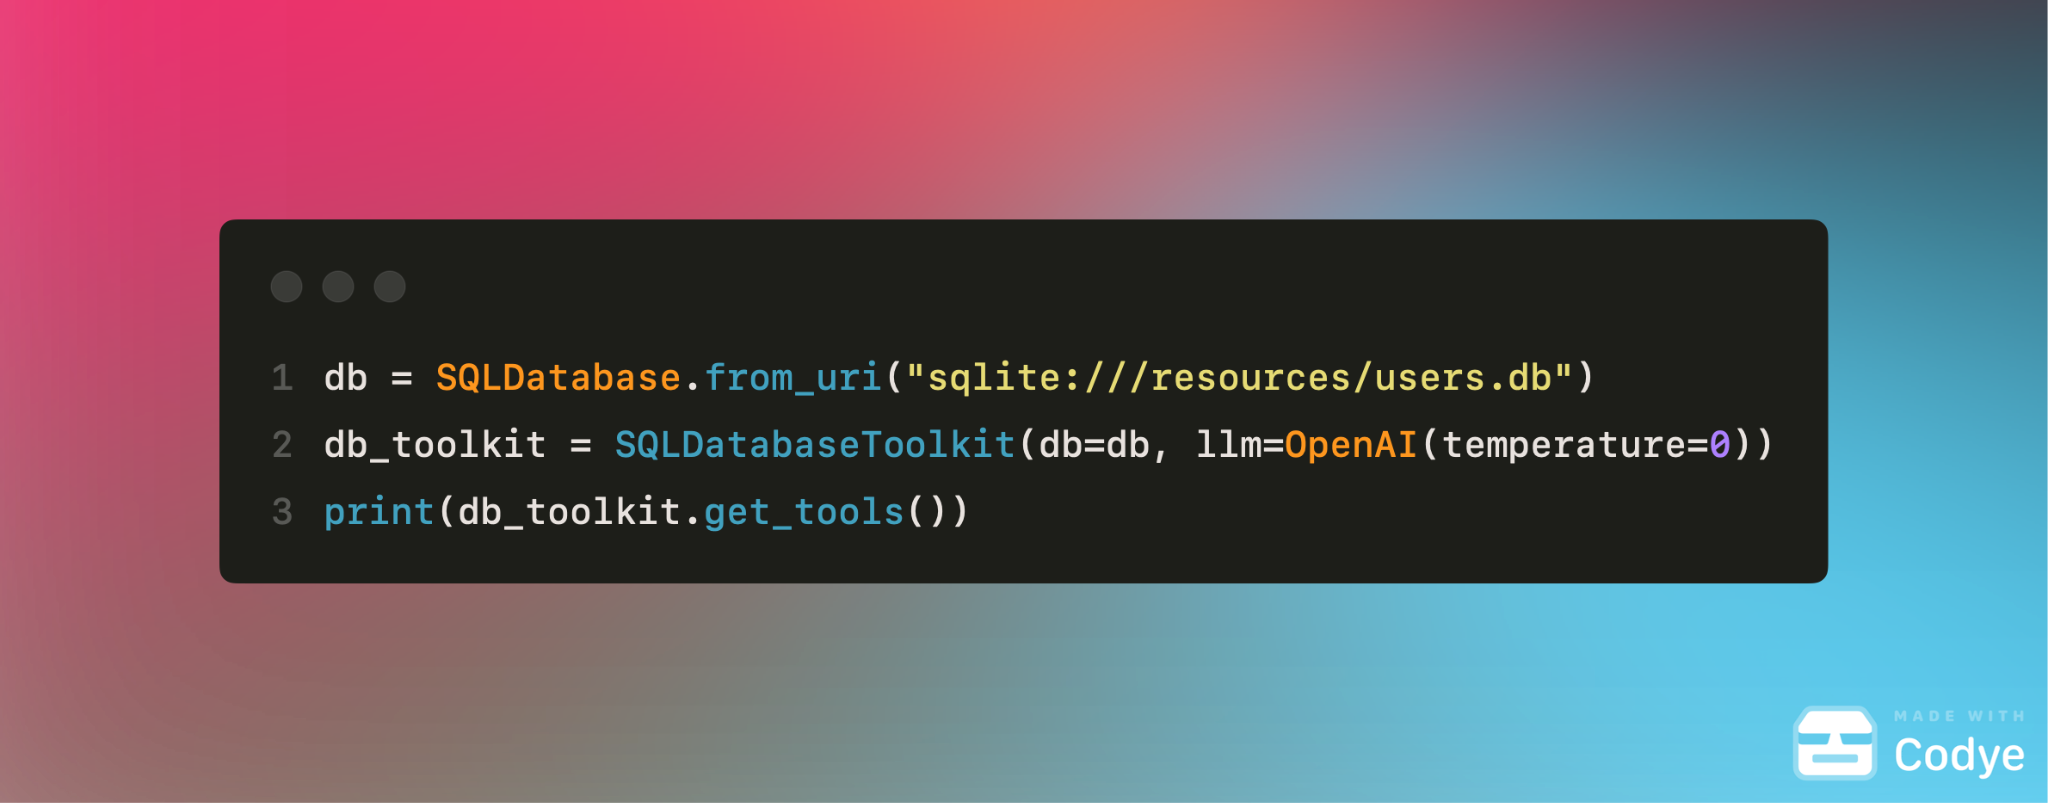 1 db = SQLDatabase.from_uri("sqlite:///resources/users.db")
2 db_toolkit = SQLDatabaseToolkit(db=db, llm=OpenAI(temperature=0))
3 print(db_toolkit.get_tools())
MADE WITH
Codye